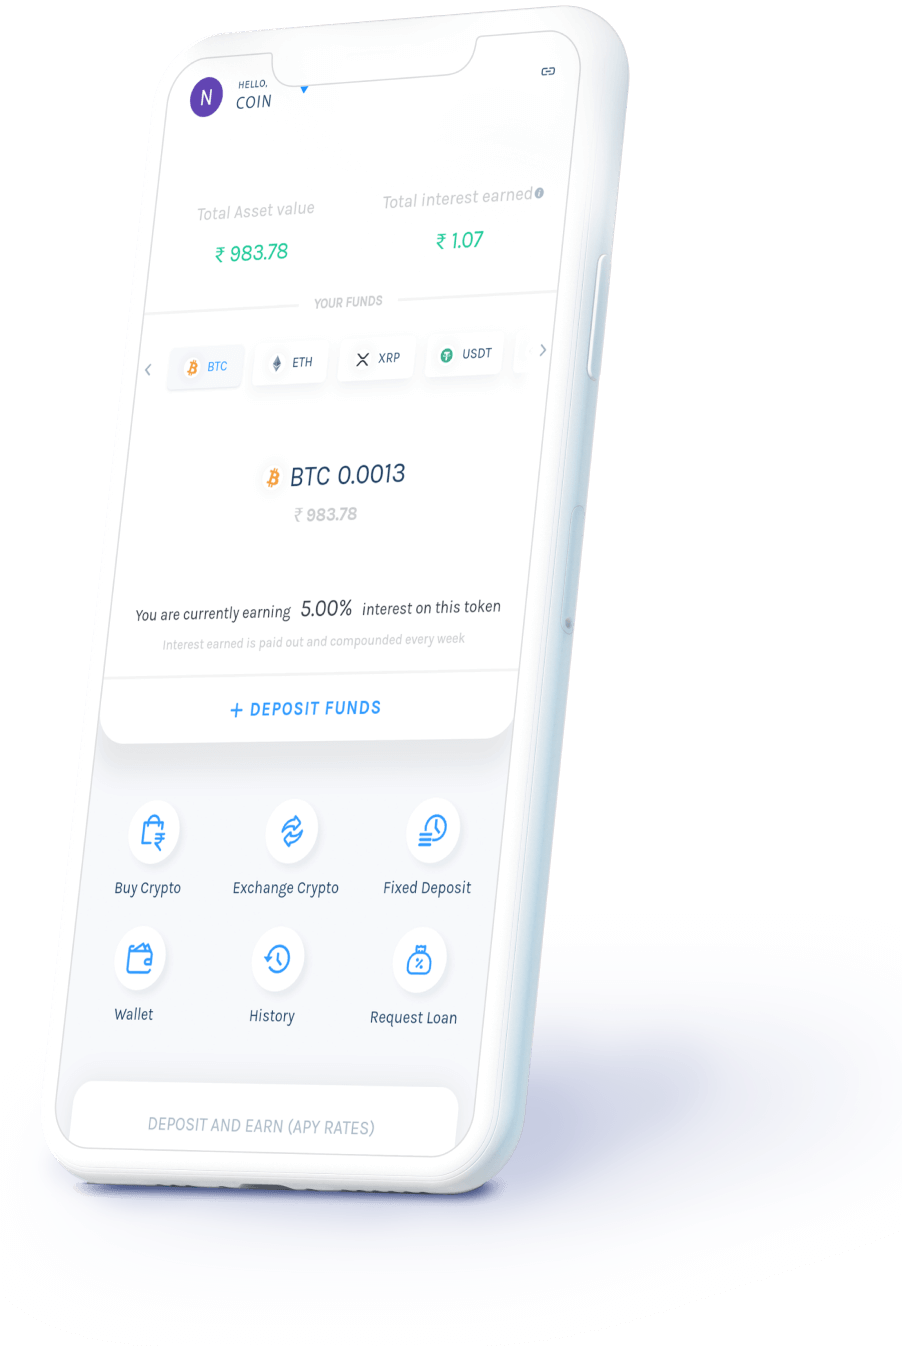 N
HELLO,
COIN
Total Asset value
Total interest earned
₹ 983.78
₹ 1.07
YOUR FUNDS
BTC
ETH
XRP
USDT
BTC 0.0013
₹ 983.78
You are currently earning 5.00% interest on this token
Interest earned is paid out and compounded every week
+ DEPOSIT FUNDS
Buy Crypto
Exchange Crypto
Fixed Deposit
Wallet
History
Request Loan
DEPOSIT AND EARN (APY RATES)